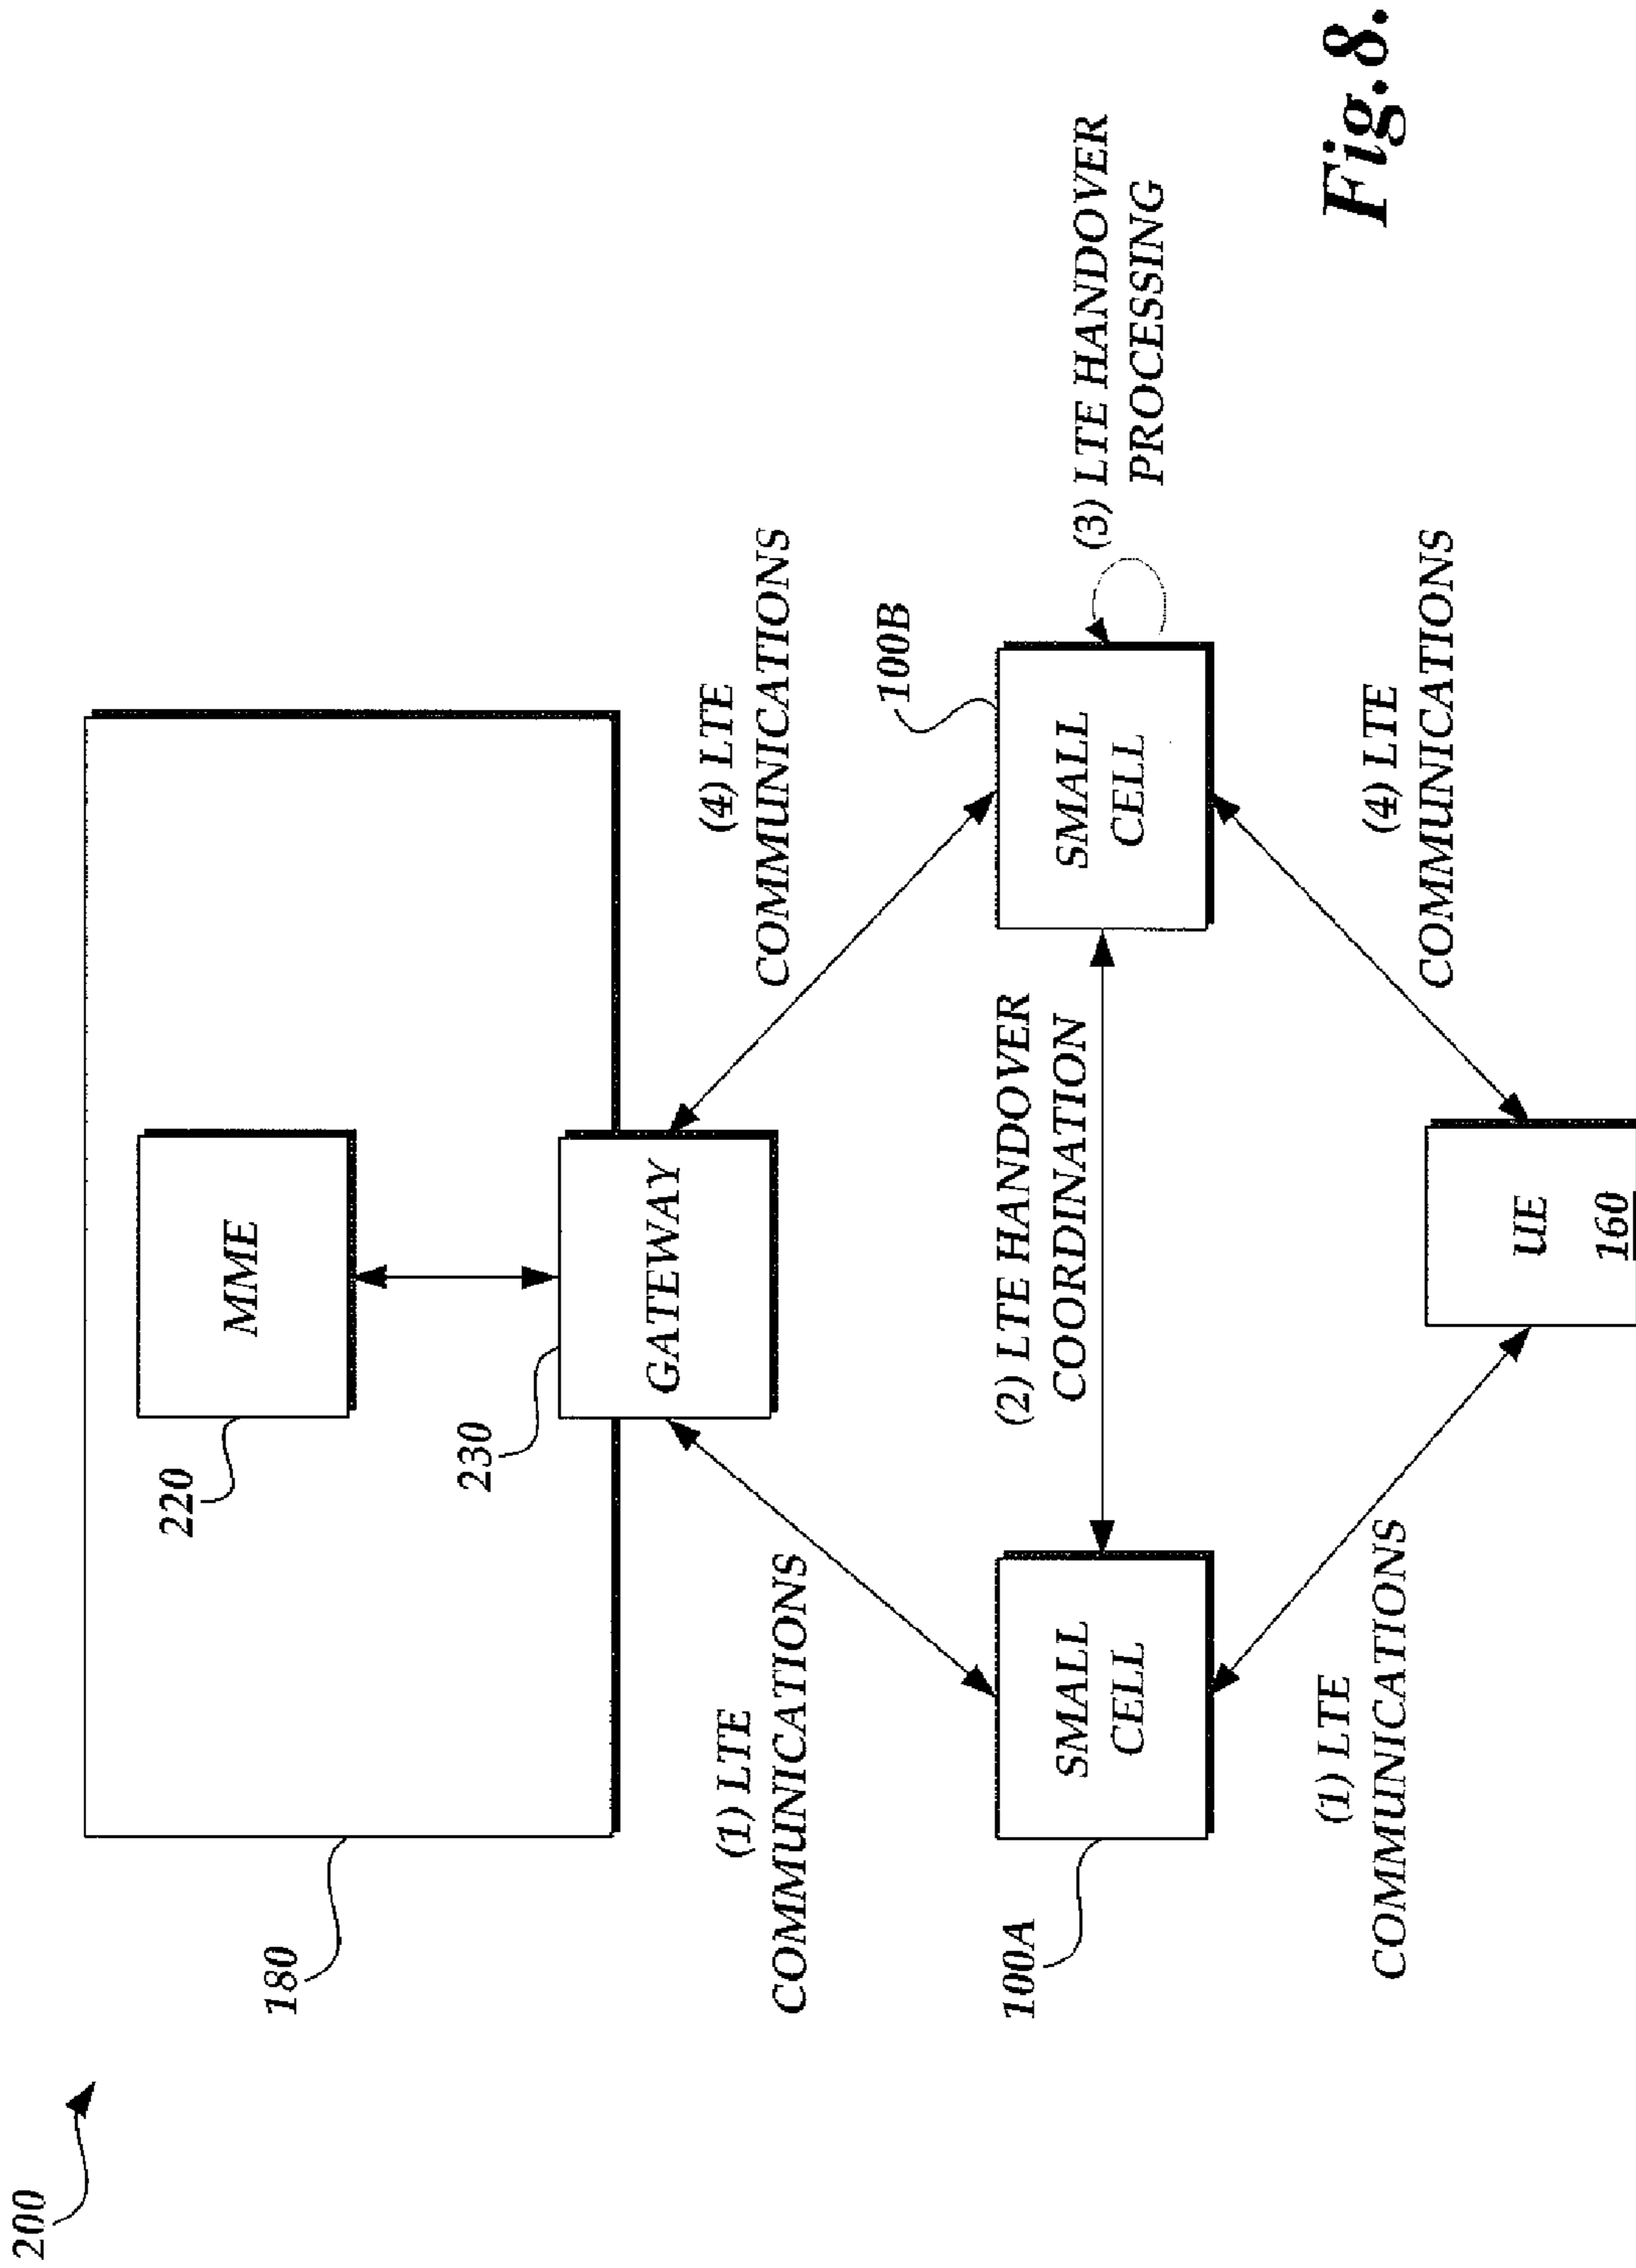 200
180
220
MME
230
GATEWAY
(1) LTE
COMMUNICATIONS
(4) LTE
COMMUNICATIONS
100A
SMALL
CELL
(2) LTE HANDOVER
COORDINATION
100B
SMALL
CELL
(3) LTE HANDOVER
PROCESSING
(1) LTE
COMMUNICATIONS
(4) LTE
COMMUNICATIONS
UE
160
Fig.8.